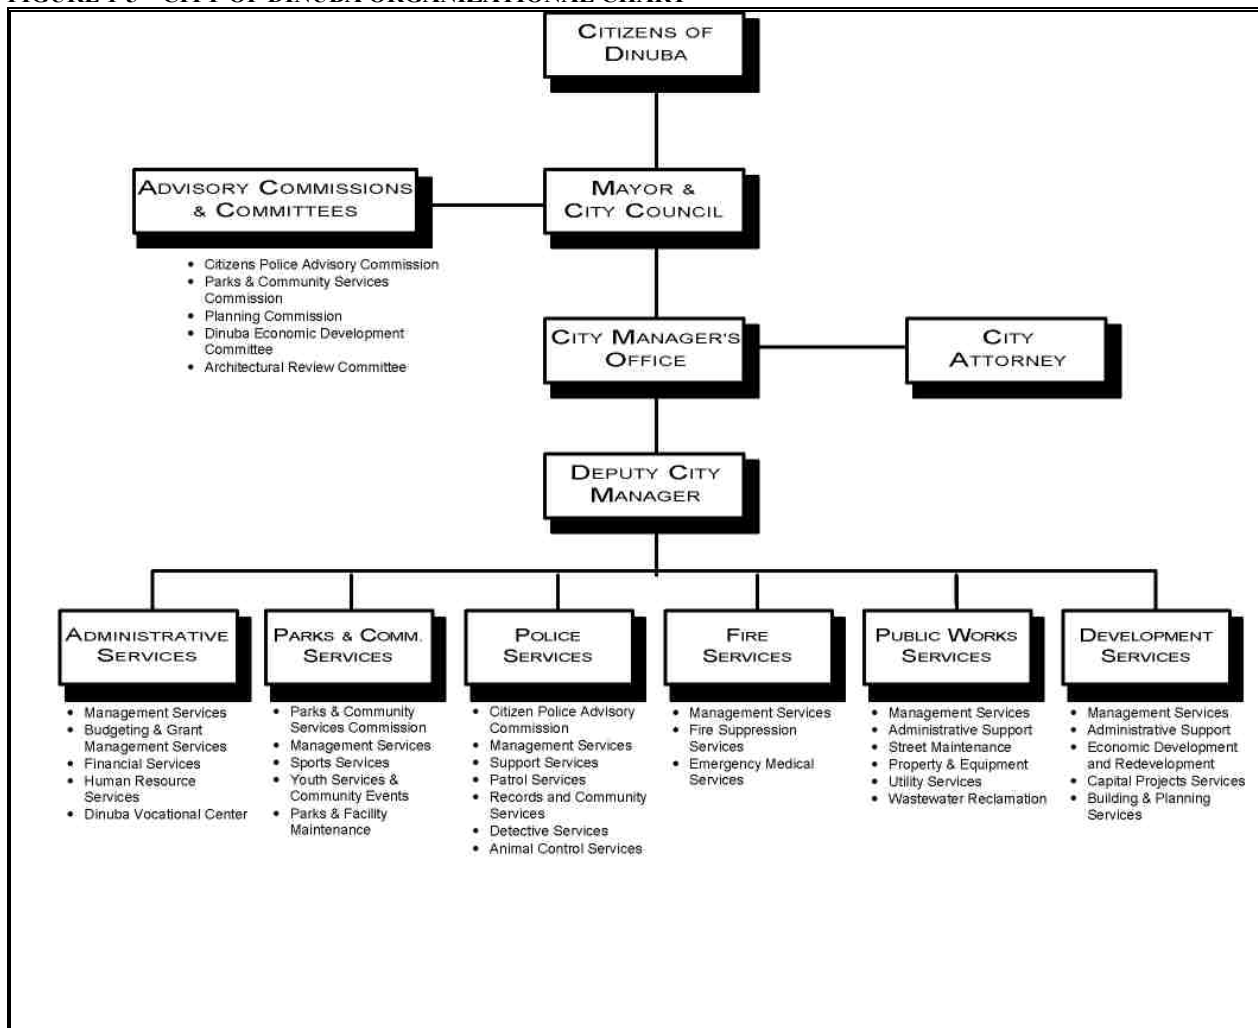 CITIZENS OF
DINUBA
ADVISORY COMMISSIONS
& COMMITTEES
MAYOR &
CITY COUNCIL
• Citizens Police Advisory Commission
• Parks & Community Services
Commission
• Planning Commission
• Dinuba Economic Development
Committee
• Architectural Review Committee
CITY MANAGER'S
OFFICE
CITY
ATTORNEY
DEPUTY CITY
MANAGER
ADMINISTRATIVE
SERVICES
• Management Services
• Budgeting & Grant
Management Services
• Financial Services
• Human Resource
Services
• Dinuba Vocational Center
PARKS & COMM.
SERVICES
• Parks & Community
Services Commission
• Management Services
• Sports Services
• Youth Services &
Community Events
• Parks & Facility
Maintenance
POLICE
SERVICES
• Citizen Police Advisory
Commission
• Management Services
• Support Services
• Patrol Services
• Records and Community
Services
• Detective Services
• Animal Control Services
FIRE
SERVICES
• Management Services
• Fire Suppression
Services
• Emergency Medical
Services
PUBLIC WORKS
SERVICES
• Management Services
• Administrative Support
• Street Maintenance
• Property & Equipment
• Utility Services
• Wastewater Reclamation
DEVELOPMENT
SERVICES
• Management Services
• Administrative Support
• Economic Development
and Redevelopment
• Capital Projects Services
• Building & Planning
Services